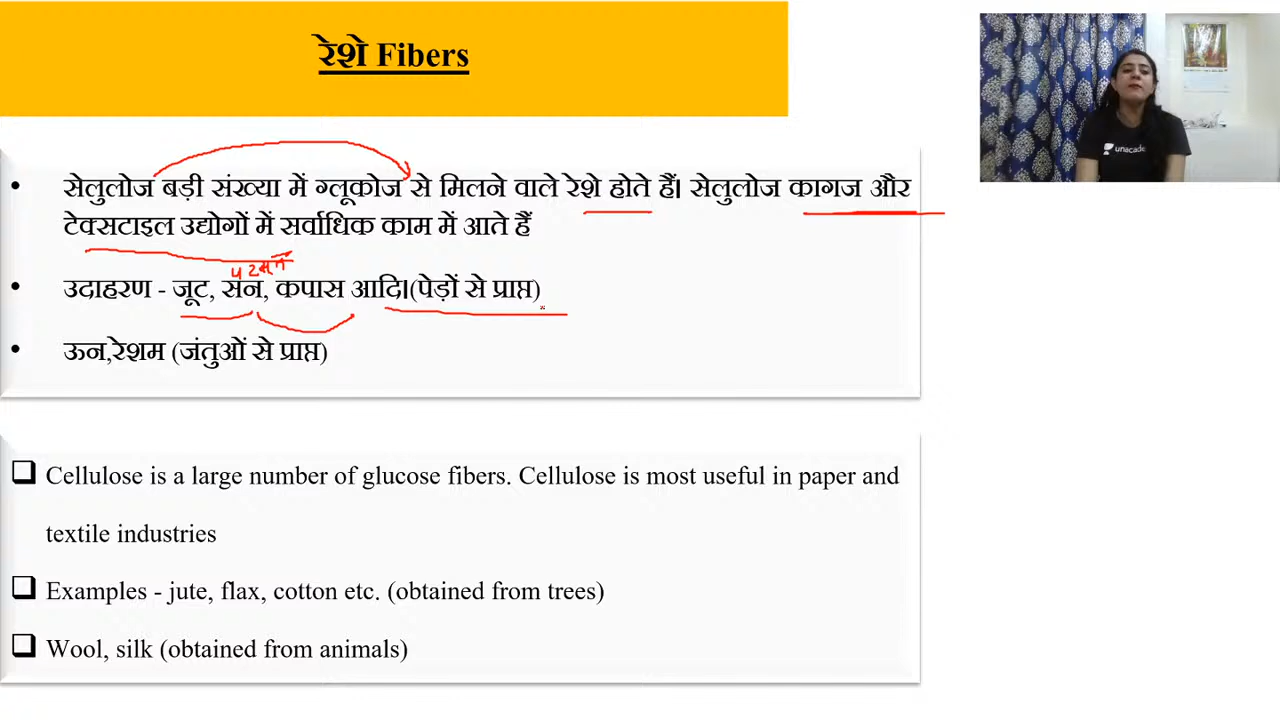 रेशे Fibers
• सेलुलोज बड़ी संख्या में ग्लूकोज से मिलने वाले रेशे होते हैं। सेलुलोज कागज और
टेक्सटाइल उद्योगों में सर्वाधिक काम में आते हैं
• उदाहरण - जूट, सन, कपास आदि।(पेड़ों से प्राप्त)
• ऊन,रेशम (जंतुओं से प्राप्त)
Cellulose is a large number of glucose fibers. Cellulose is most useful in paper and
textile industries
Examples - jute, flax, cotton etc. (obtained from trees)
Wool, silk (obtained from animals)
unacade